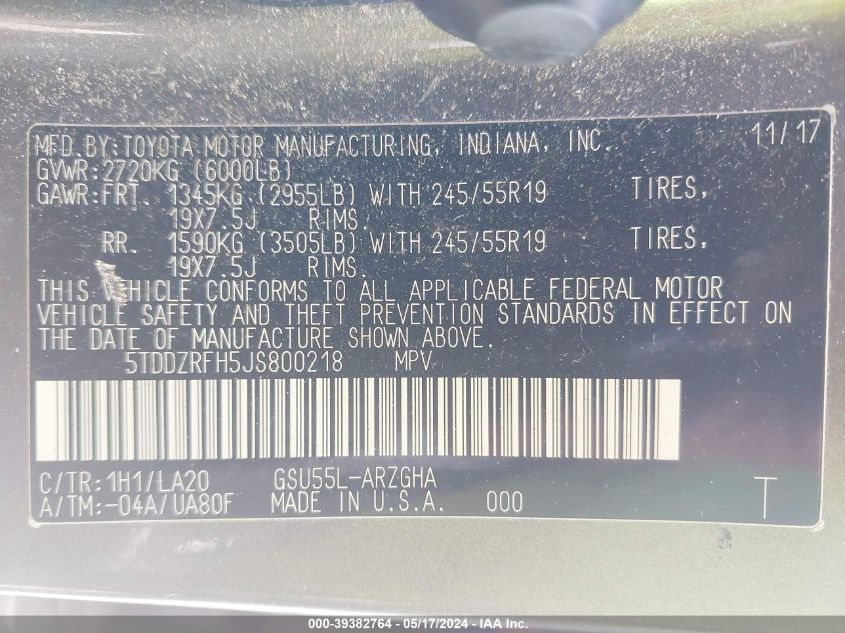 MFD.BY:TOYOTA MOTOR MANUFACTURING, INDIANA, INC. 11/17
GVWR:2720KG (6000LB)
GAWR:FRT. 1345KG (2955LB) WITH 245/55R19 TIRES,
19X7.5J RIMS.
RR. 1590KG (3505LB) WITH 245/55R19 TIRES,
19X7.5J RIMS.
THIS VEHICLE CONFORMS TO ALL APPLICABLE FEDERAL MOTOR
VEHICLE SAFETY AND THEFT PREVENTION STANDARDS IN EFFECT ON
THE DATE OF MANUFACTURE SHOWN ABOVE.
5TDDZRFH5JS800218 MPV
C/TR:1H1/LA20 GSU55L-ARZGHA
A/TM:-04A/UA80F MADE IN U.S.A. 000 T
000-39382764 - 05/17/2024 - IAA Inc.